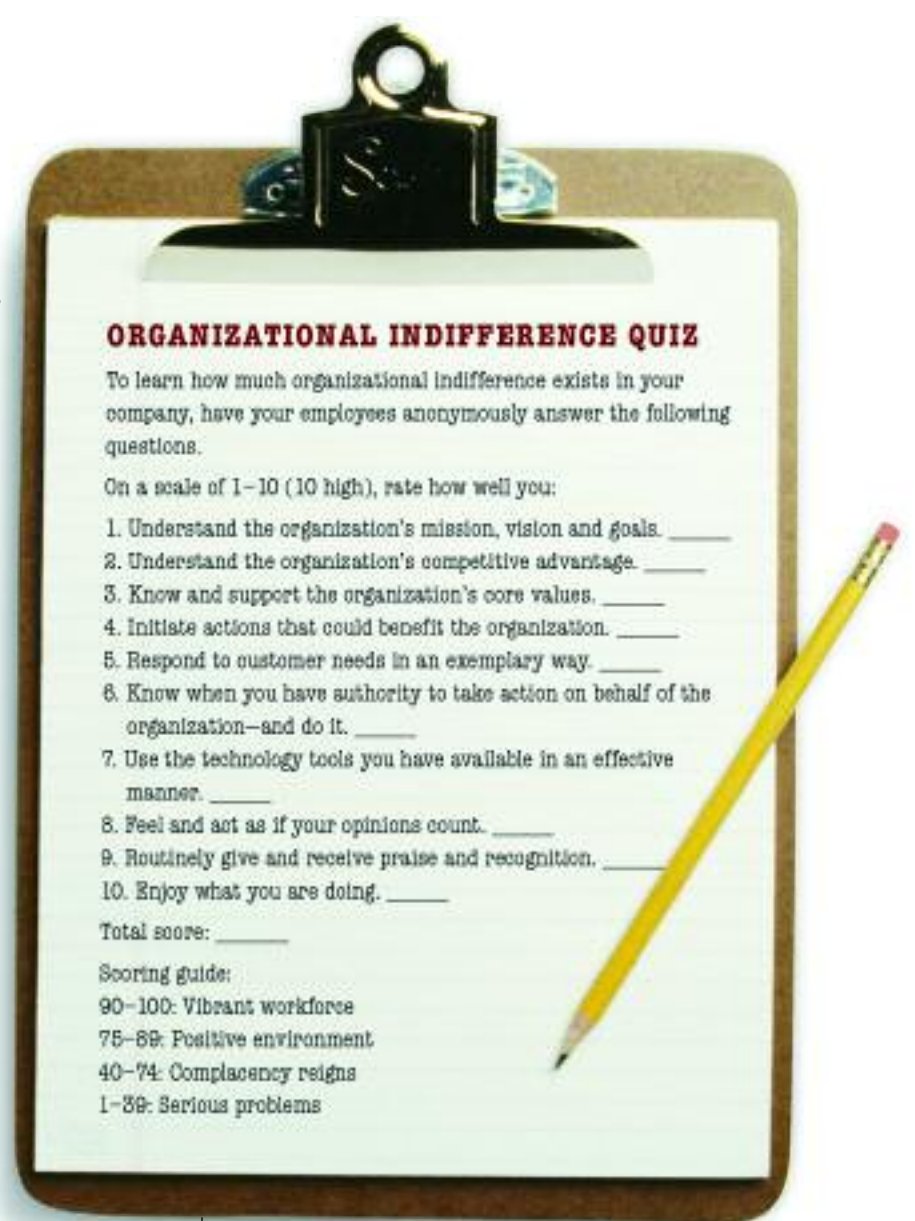 ORGANIZATIONAL INDIFFERENCE QUIZ
To learn how much organizational indifference exists in your
company, have your employees anonymously answer the following
questions.
On a scale of 1–10 (10 high), rate how well you:
1. Understand the organization's mission, vision and goals. _____
2. Understand the organization's competitive advantage. _____
3. Know and support the organization's core values. _____
4. Initiate actions that could benefit the organization. _____
5. Respond to customer needs in an exemplary way. _____
6. Know when you have authority to take action on behalf of the
organization—and do it. _____
7. Use the technology tools you have available in an effective
manner. _____
8. Feel and act as if your opinions count. _____
9. Routinely give and receive praise and recognition. _____
10. Enjoy what you are doing. _____
Total score: _____
Scoring guide:
90–100: Vibrant workforce
75–89: Positive environment
40–74: Complacency reigns
1–39: Serious problems